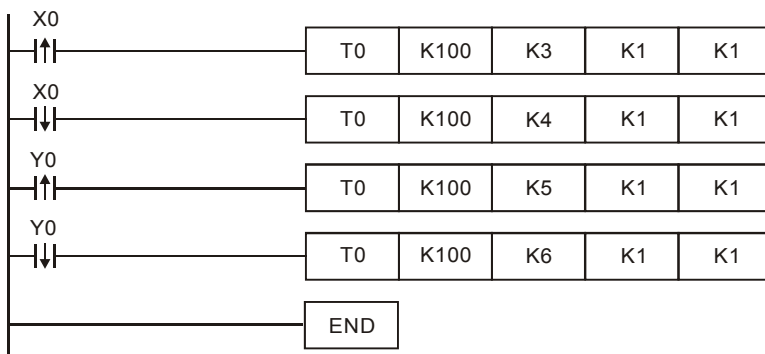 X0
T0 K100 K3 K1 K1
X0
T0 K100 K4 K1 K1
Y0
T0 K100 K5 K1 K1
Y0
T0 K100 K6 K1 K1
END